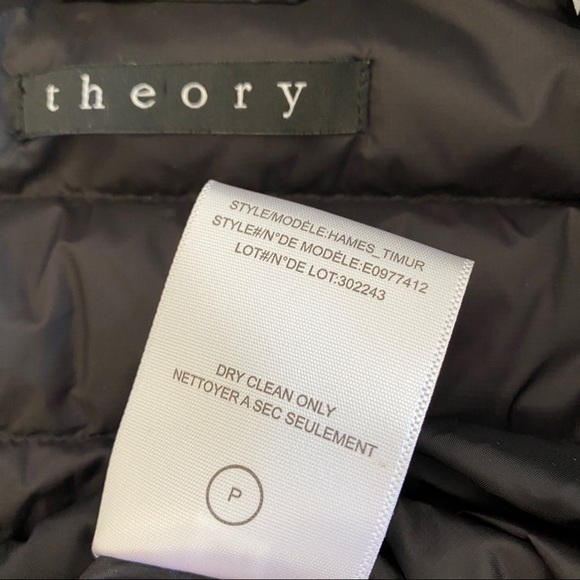 theory
STYLE/MODÈLE:HAMES_TIMUR
STYLE#/N°DE MODÈLE:E0977412
LOT#/N°DE LOT:302243
DRY CLEAN ONLY
NETTOYER A SEC SEULEMENT
P